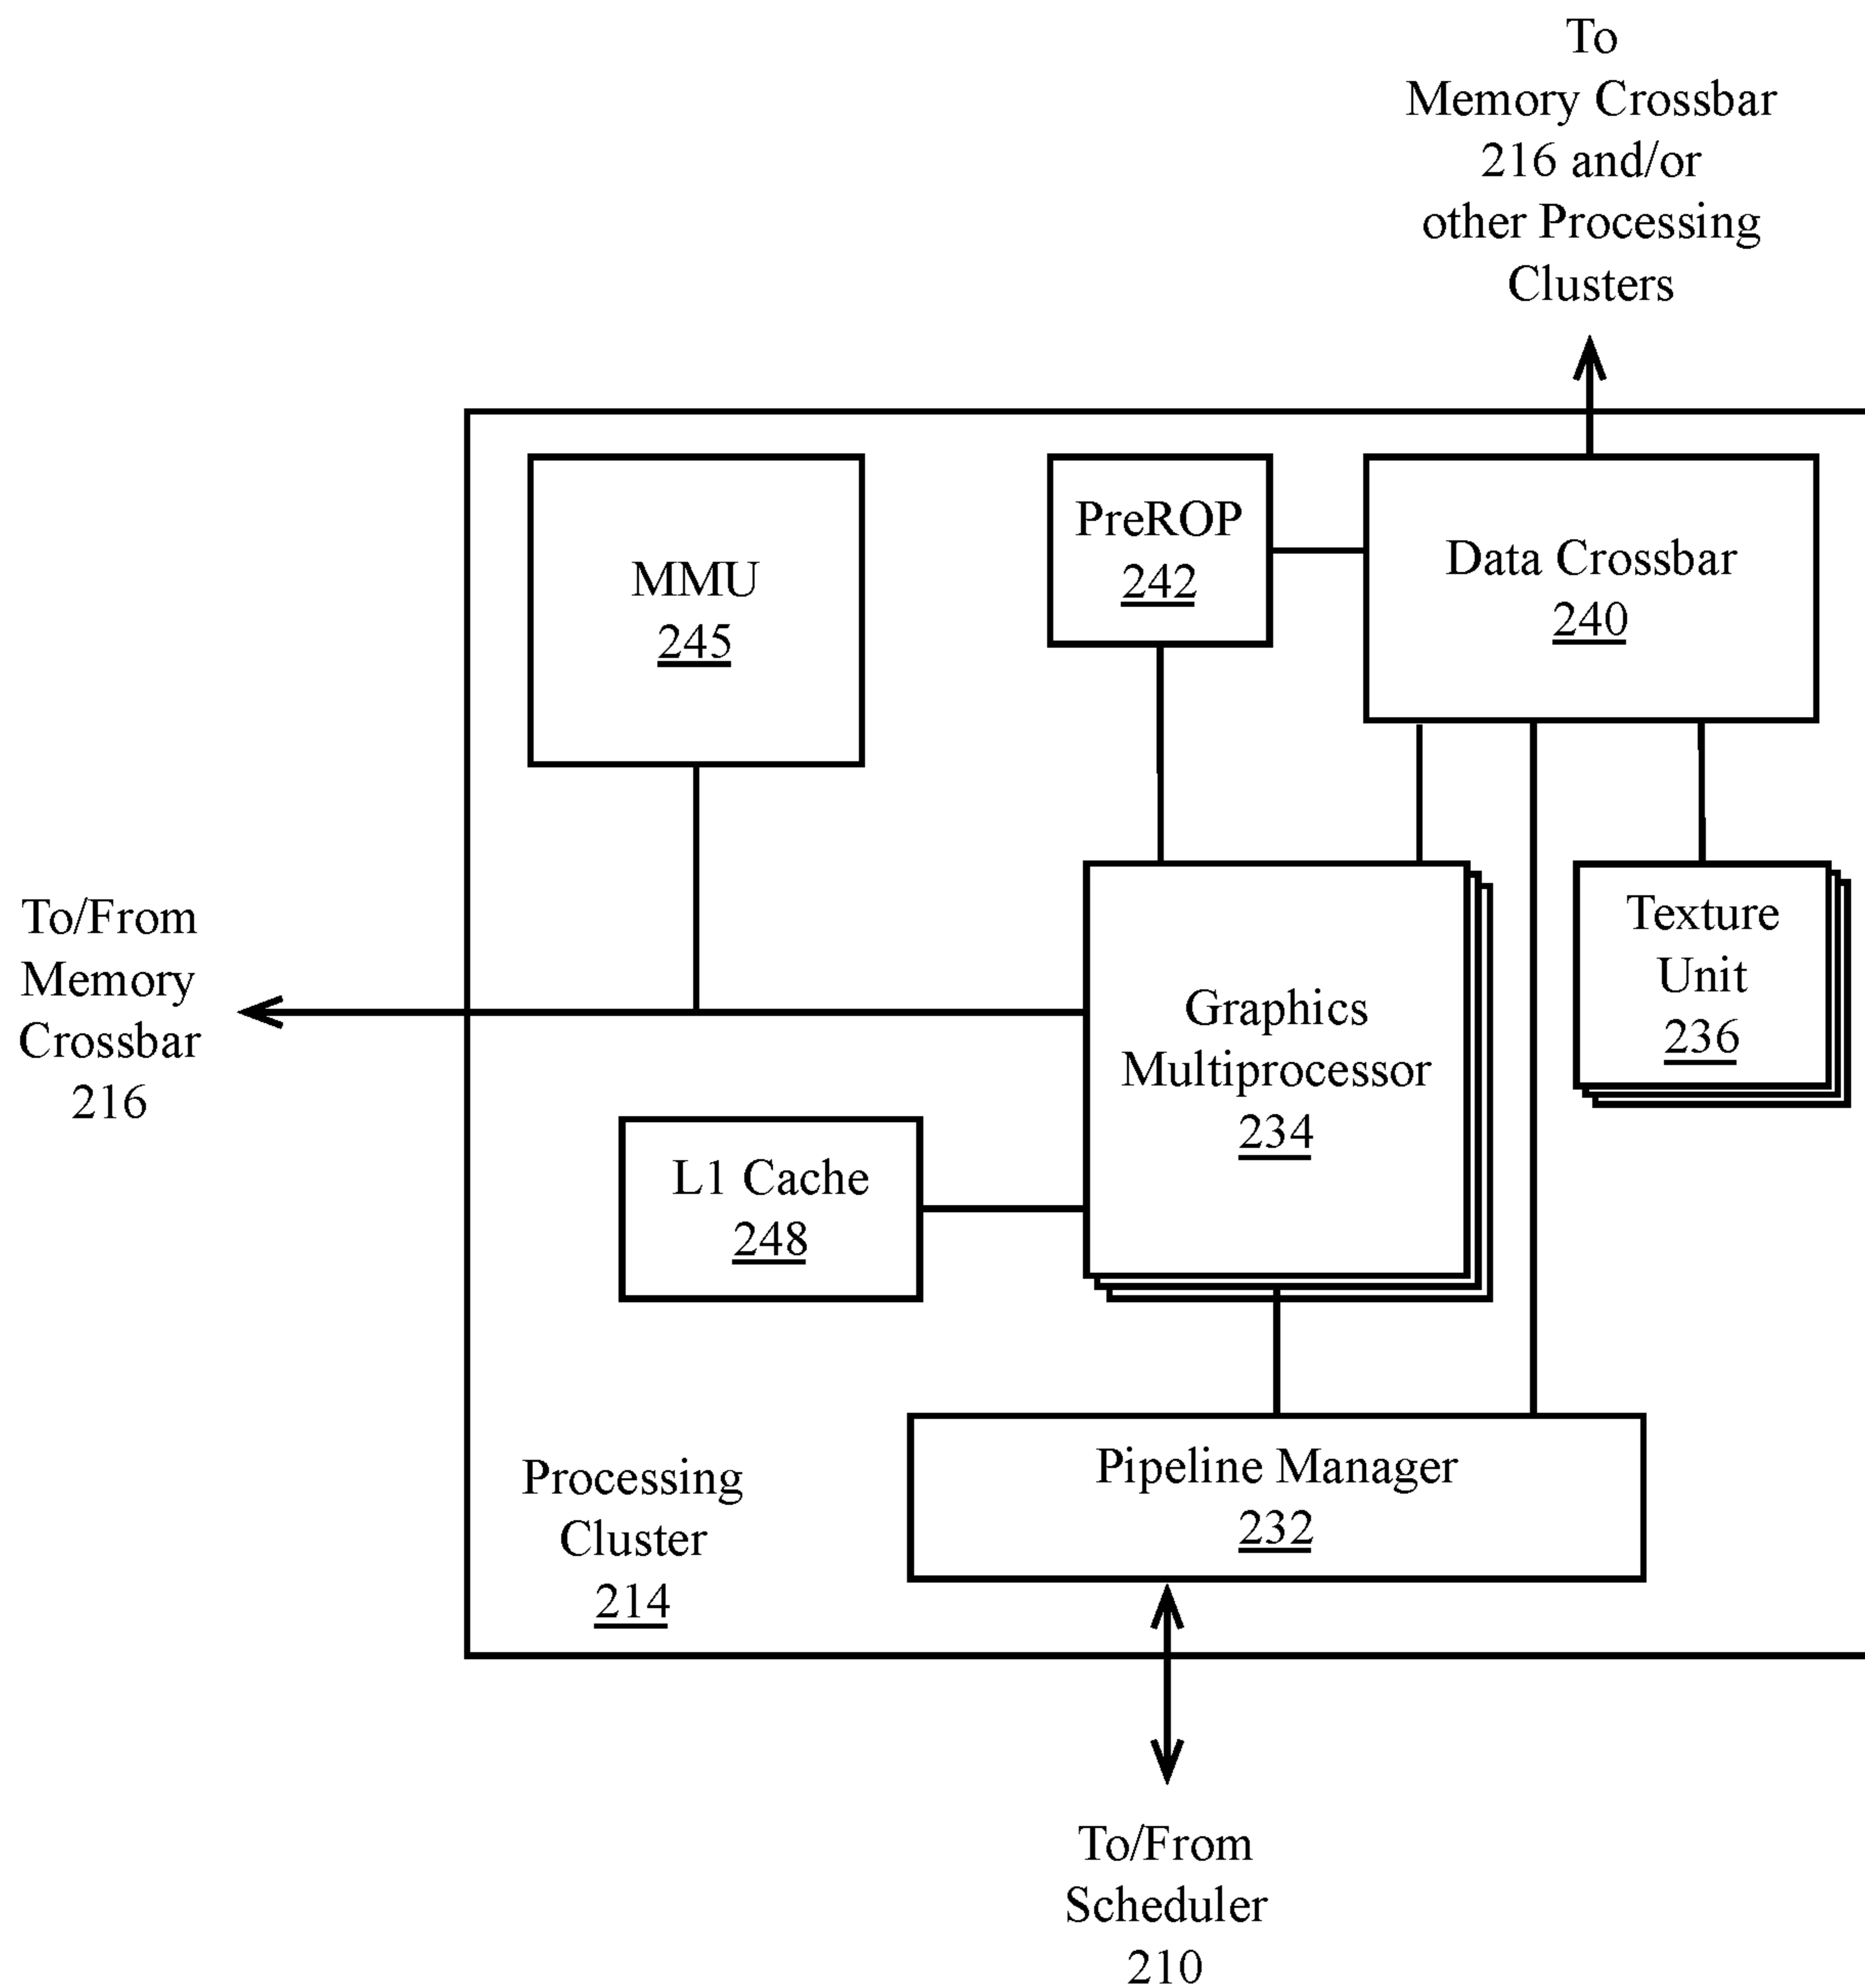 To
Memory Crossbar
216 and/or
other Processing
Clusters
MMU
245
PreROP
242
Data Crossbar
240
To/From
Memory
Crossbar
216
Graphics
Multiprocessor
234
Texture
Unit
236
L1 Cache
248
Pipeline Manager
232
Processing
Cluster
214
To/From
Scheduler
210